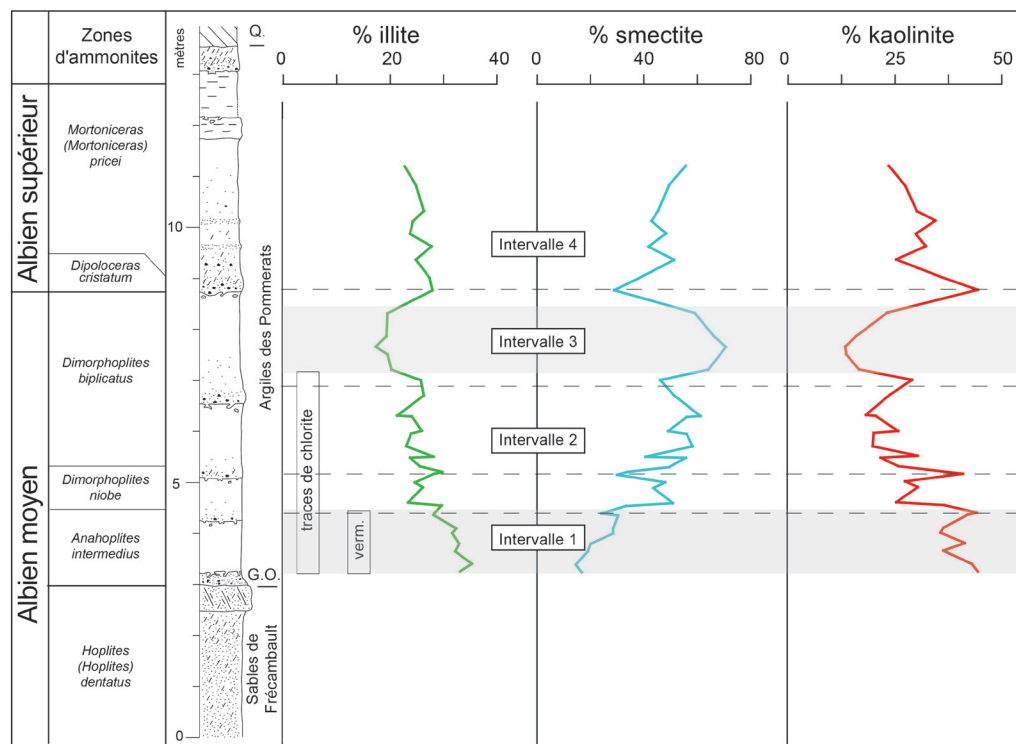 Zones
d'ammonites
mètres
Q.
% illite
% smectite
% kaolinite
0
20
40
0
40
80
0
25
50
Albien supérieur
Mortoniceras
(Mortoniceras)
pricei
Dipoloceras
cristatum
Albien moyen
Dimorphoplites
biplicatus
Dimorphoplites
niobe
Anahoplites
intermedius
Hoplites
(Hoplites)
dentatus
10
5
0
Argiles des Pommerats
G.O.
Sables de
Frécambault
traces de chlorite
verm.
Intervalle 4
Intervalle 3
Intervalle 2
Intervalle 1